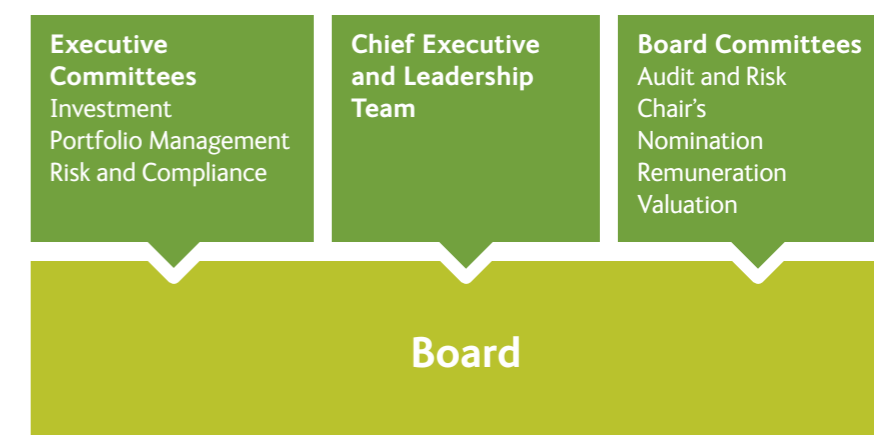 Executive
Committees
Investment
Portfolio Management
Risk and Compliance
Chief Executive
and Leadership
Team
Board Committees
Audit and Risk
Chair’s
Nomination
Remuneration
Valuation
Board